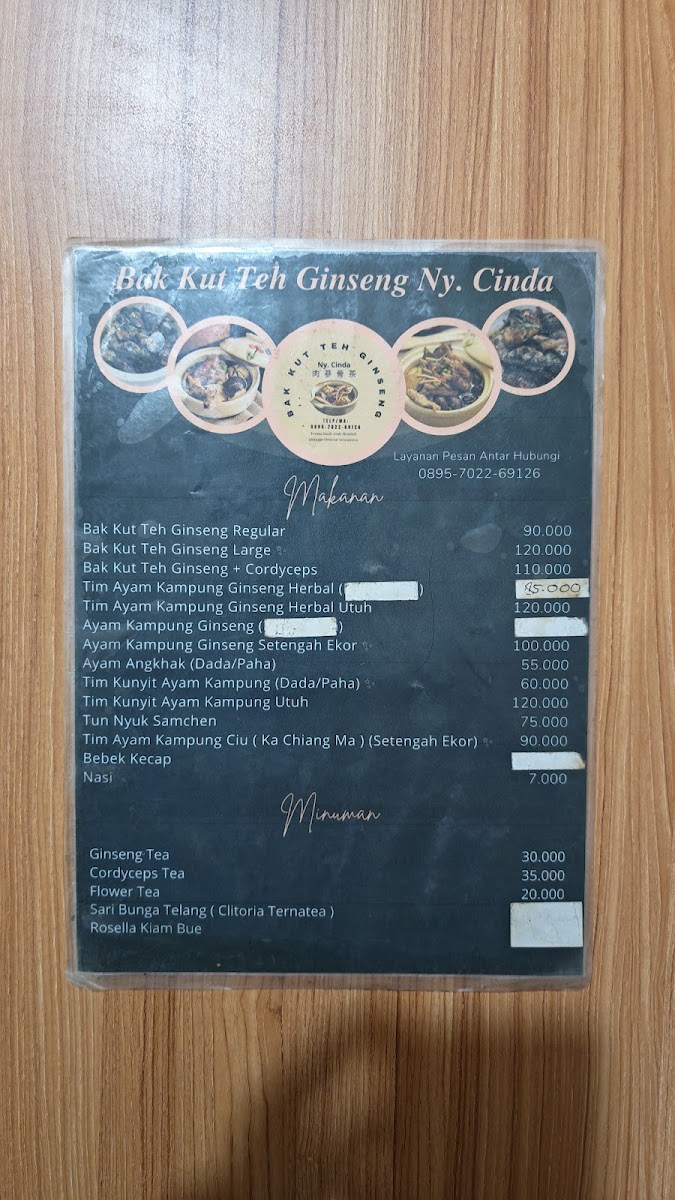 Bak Kut Teh Ginseng Ny. Cinda
BAK KUT TEH GINSENG
Ny. Cinda
TELP/WA:
0895-7022-69126
Layanan Pesan Antar Hubungi
0895-7022-69126
Makanan
Bak Kut Teh Ginseng Regular 90.000
Bak Kut Teh Ginseng Large 120.000
Bak Kut Teh Ginseng + Cordyceps 110.000
Tim Ayam Kampung Ginseng Herbal ( ) 85.000
Tim Ayam Kampung Ginseng Herbal Utuh 120.000
Ayam Kampung Ginseng ( )
Ayam Kampung Ginseng Setengah Ekor 100.000
Ayam Angkhak (Dada/Paha) 55.000
Tim Kunyit Ayam Kampung (Dada/Paha) 60.000
Tim Kunyit Ayam Kampung Utuh 120.000
Tun Nyuk Samchen 75.000
Tim Ayam Kampung Ciu ( Ka Chiang Ma ) (Setengah Ekor) 90.000
Bebek Kecap
Nasi 7.000
Minuman
Ginseng Tea 30.000
Cordyceps Tea 35.000
Flower Tea 20.000
Sari Bunga Telang ( Clitoria Ternatea )
Rosella Kiam Bue